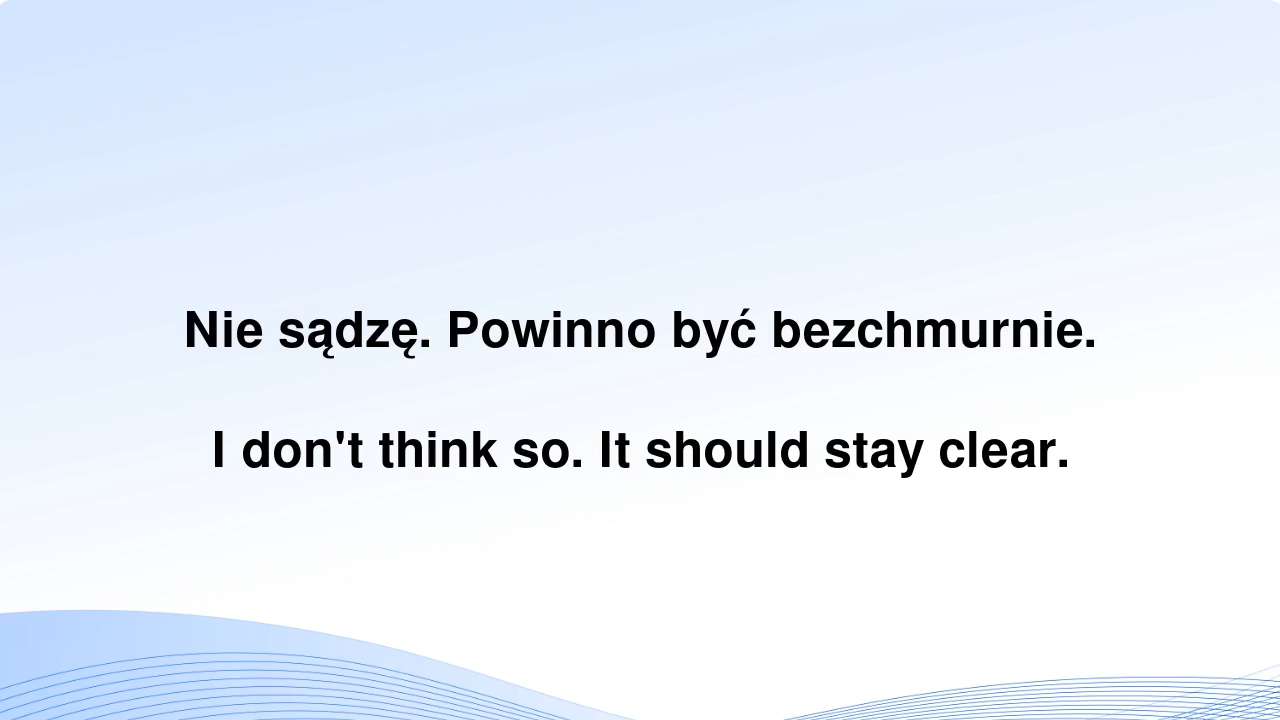 Nie sądzę. Powinno być bezchmurnie.
I don't think so. It should stay clear.